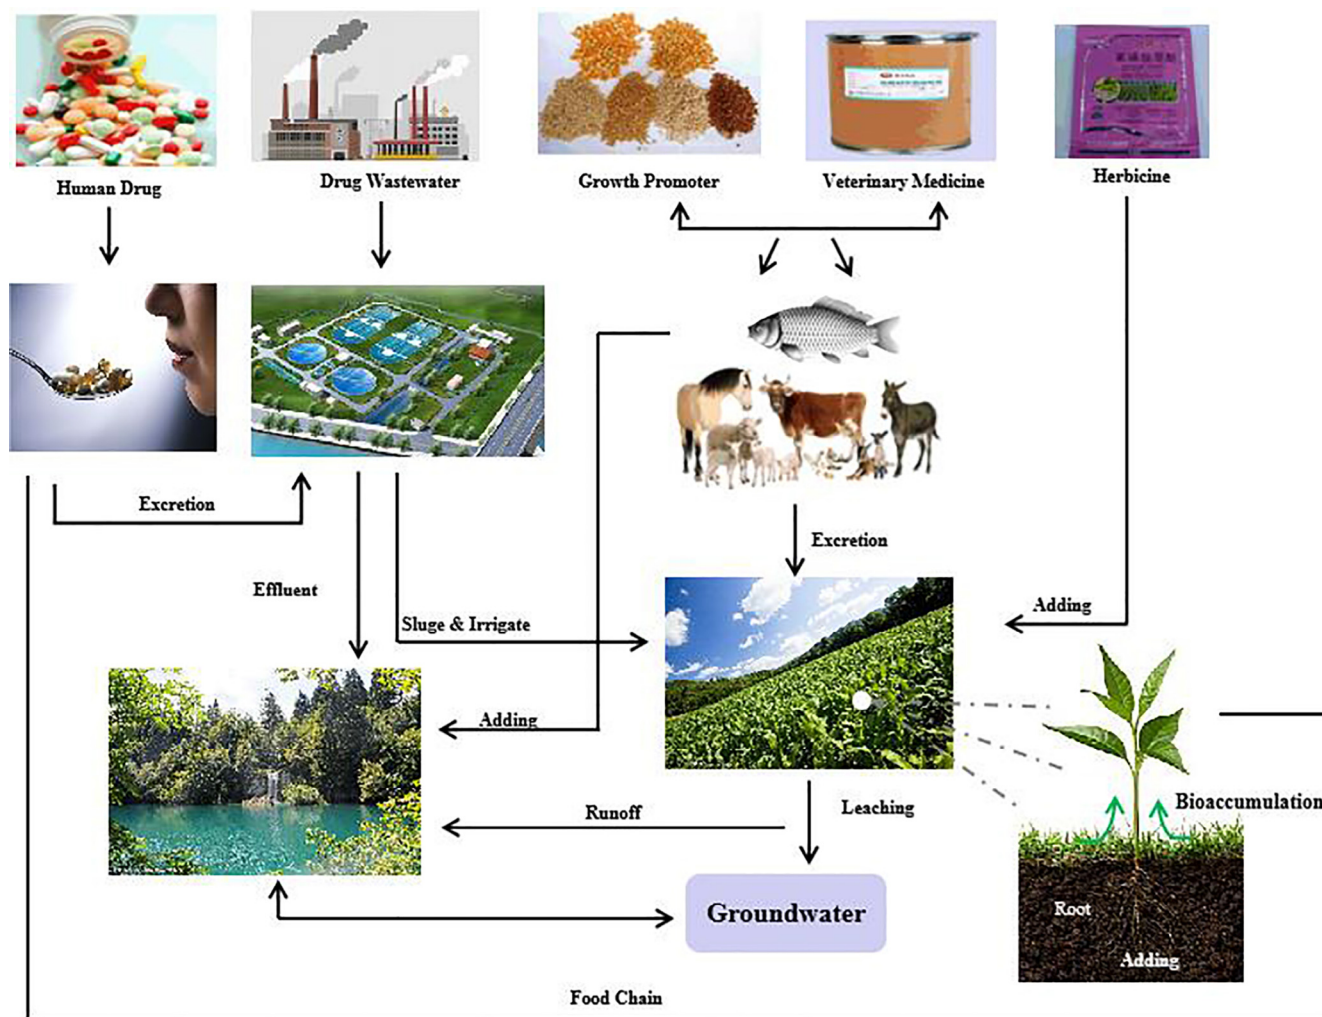 Human Drug
Drug Wastewater
Growth Promoter
Veterinary Medicine
Herbicine
Excretion
Effluent
Sluge & Irrigate
Excretion
Adding
Adding
Runoff
Leaching
Bioaccumulation
Groundwater
Root
Adding
Food Chain